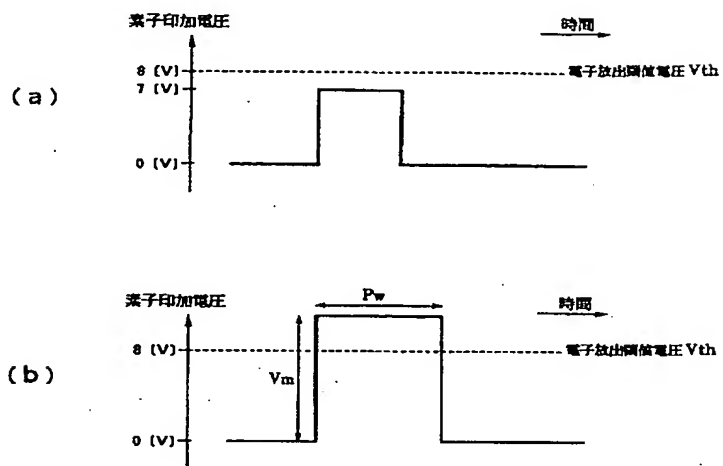 素子印加電圧
時間
8 [V]
電子放出閾値電圧 Vth
(a)
7 [V]
0 [V]
素子印加電圧
Pw
時間
8 [V]
電子放出閾値電圧 Vth
(b)
Vm
0 [V]